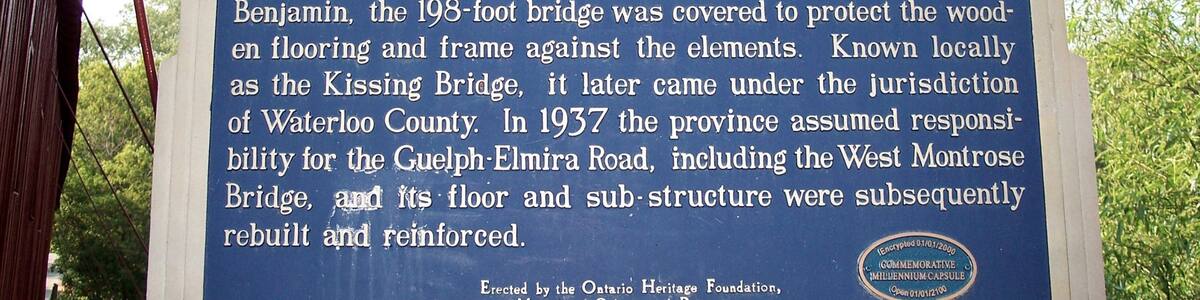 Benjamin, the 198-foot bridge was covered to protect the wood-
en flooring and frame against the elements. Known locally
as the Kissing Bridge, it later came under the jurisdiction
of Waterloo County. In 1937 the province assumed responsi-
bility for the Guelph-Elmira Road, including the West Montrose
Bridge, and its floor and sub-structure were subsequently
rebuilt and reinforced.
(Encrypted 01/01/2000
COMMEMORATIVE
MILLENNIUM CAPSULE
(Open 01/01/2100
Erected by the Ontario Heritage Foundation,